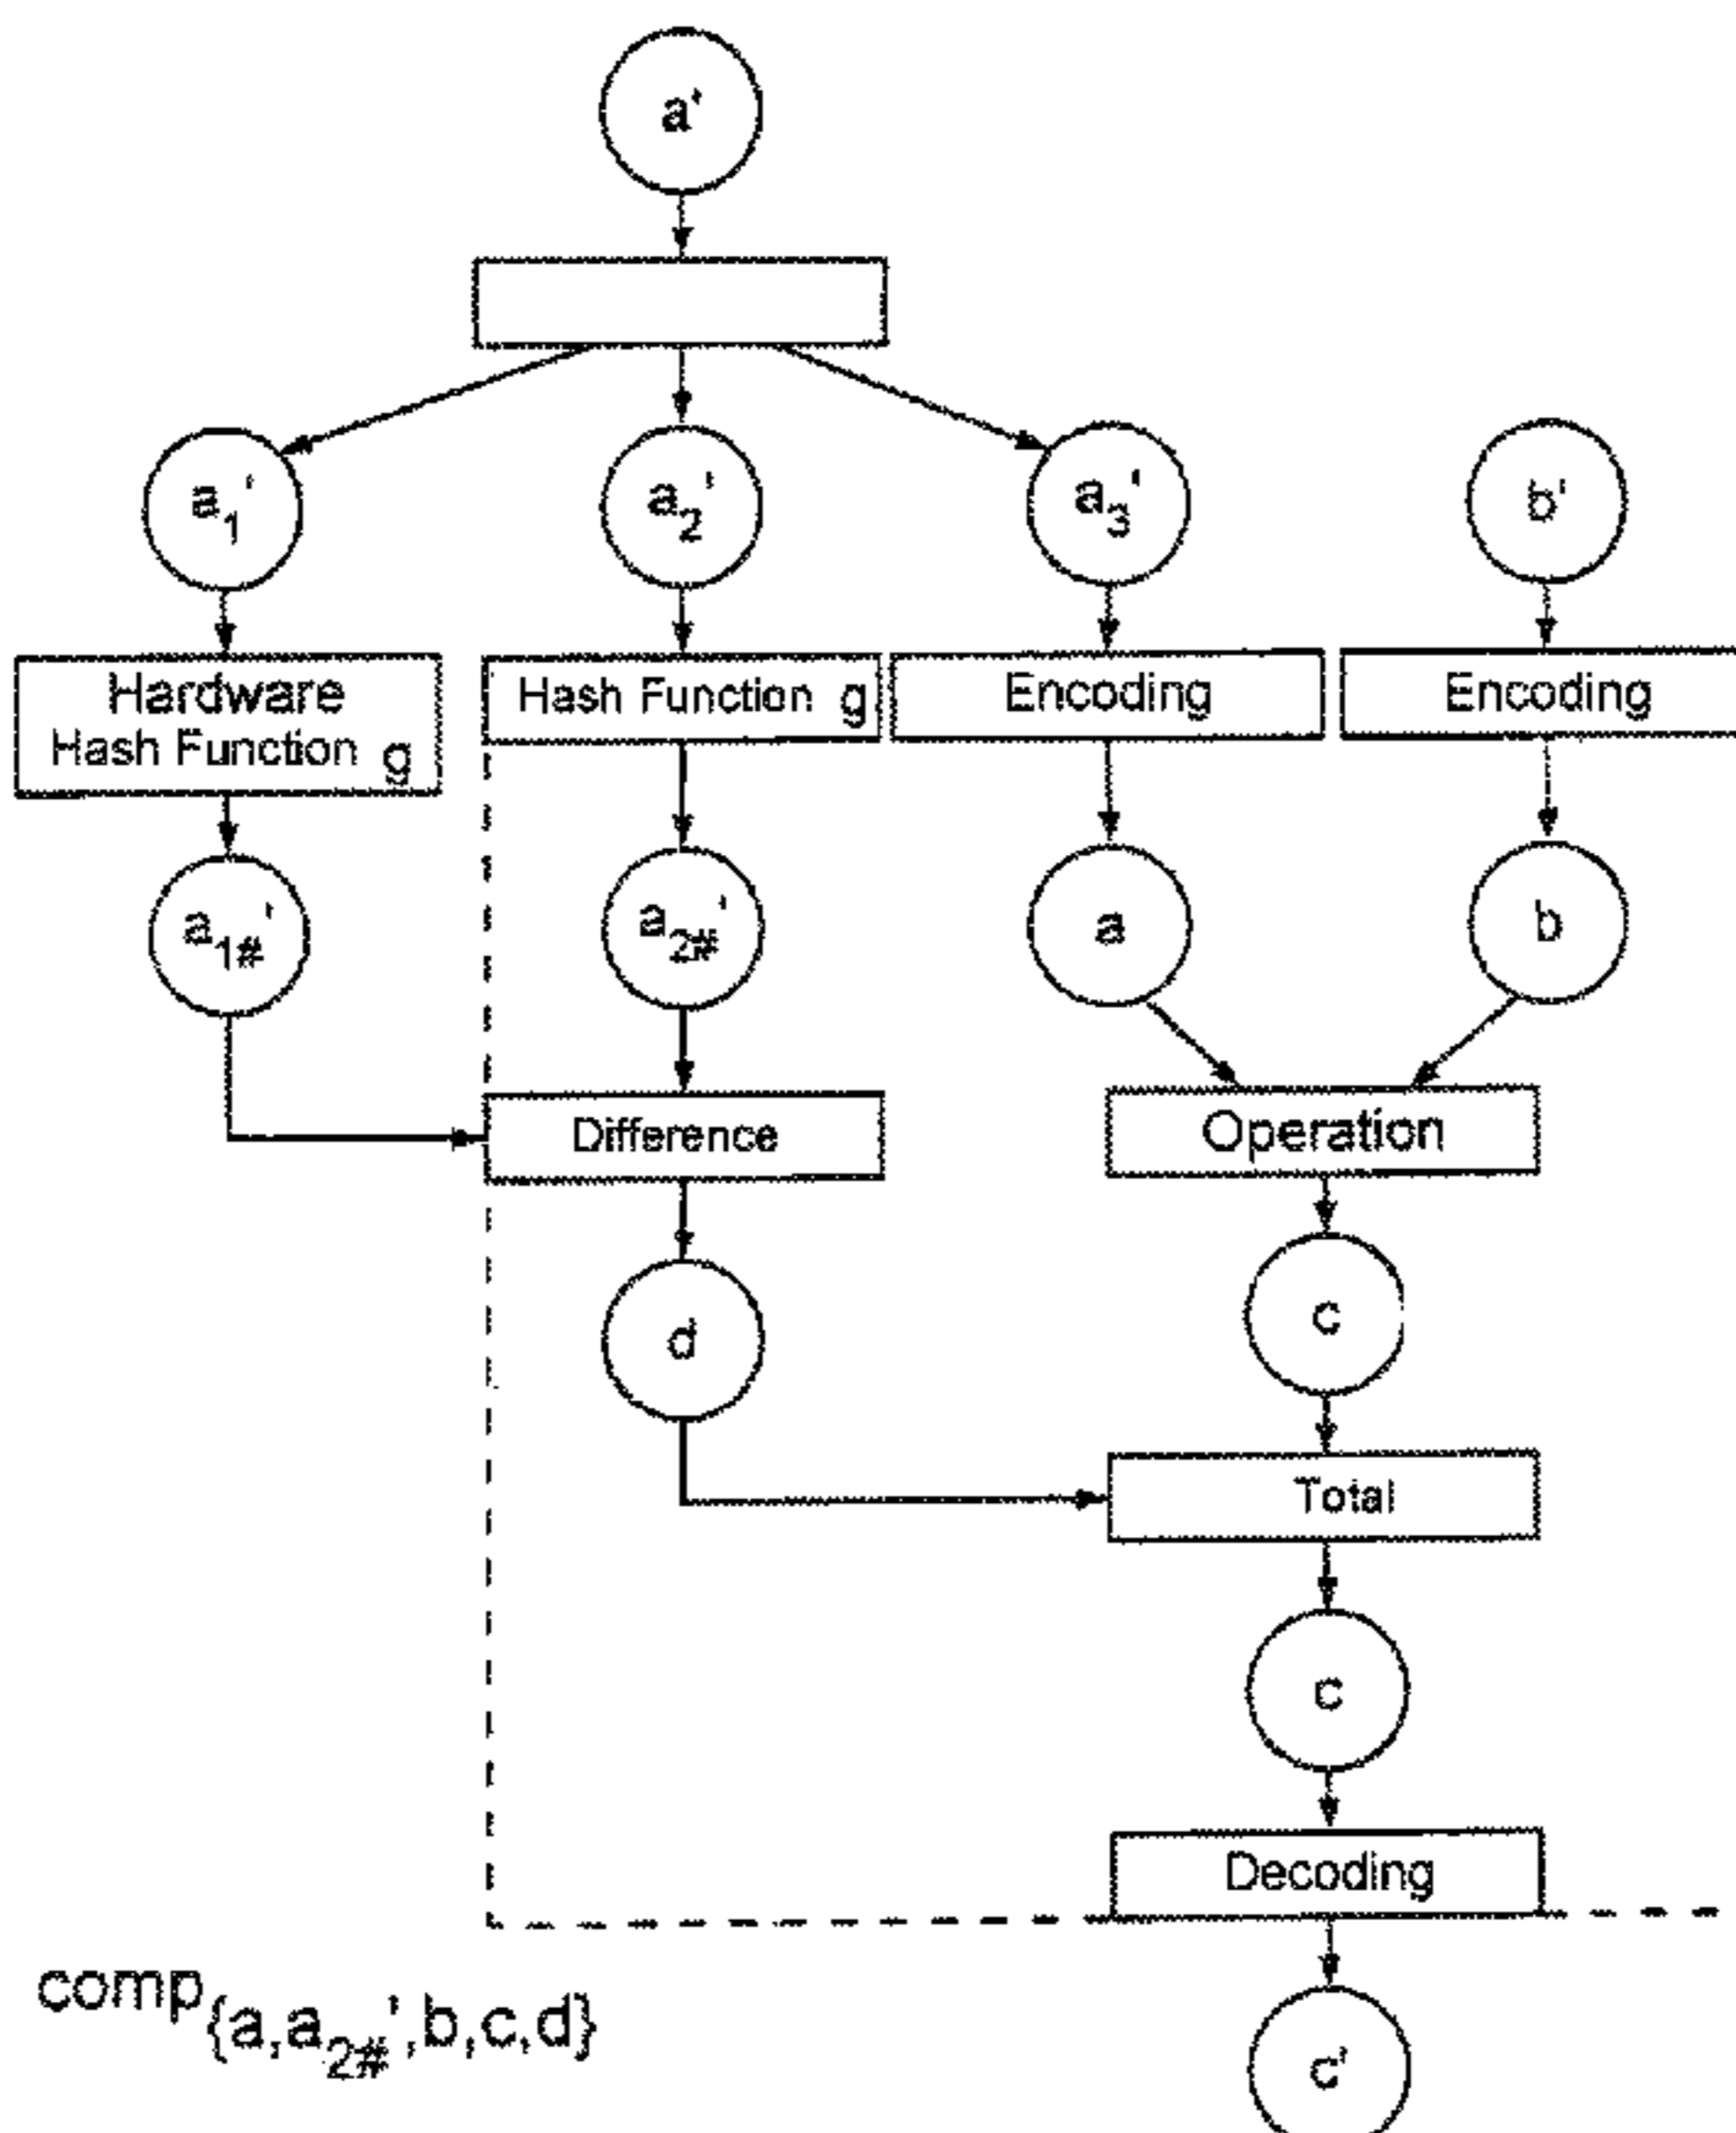 a'
a₁'
a₂'
a₃'
b'
Hardware
Hash Function g
Hash Function g
Encoding
Encoding
a₁#'
a₂#'
a
b
Difference
Operation
d
c
Total
c
Decoding
comp{a,a₂#',b,c,d}
c'